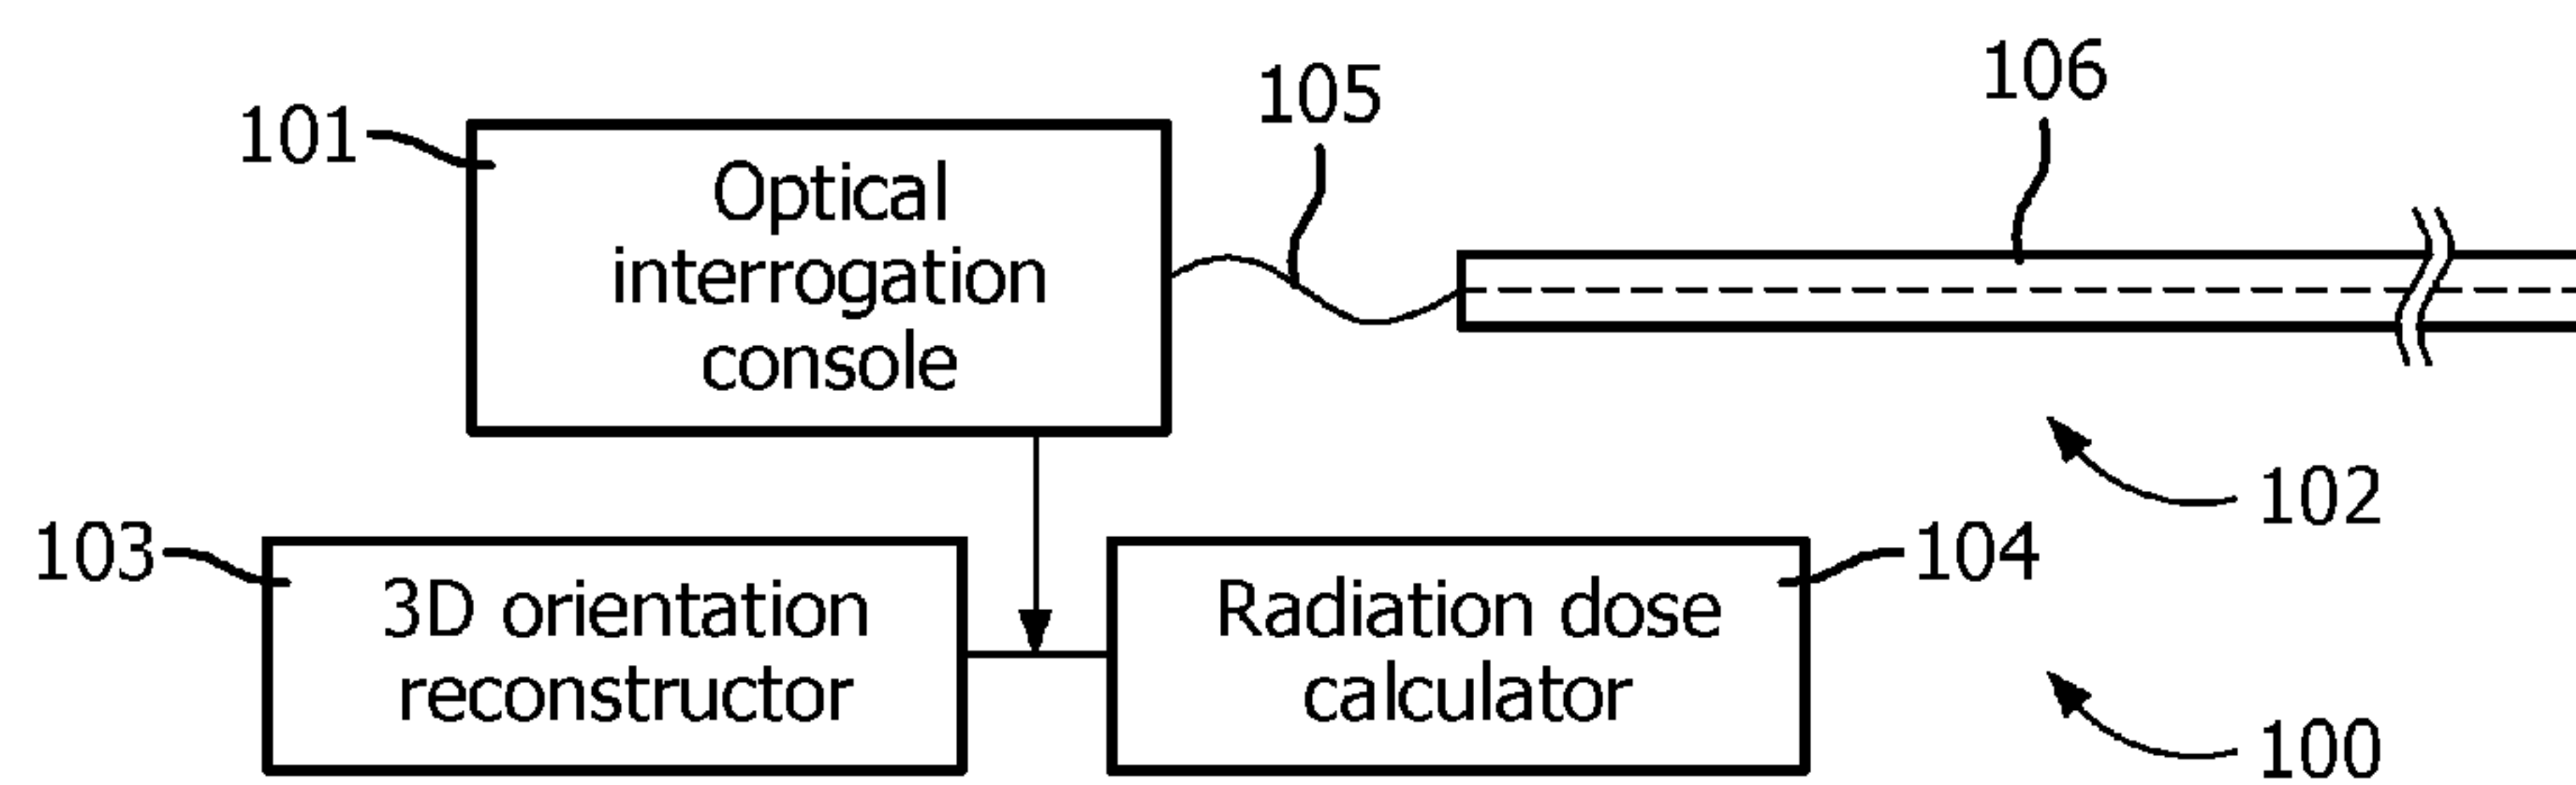 106
105
101
Optical
interrogation
console
102
103
3D orientation
reconstructor
Radiation dose
calculator
104
100